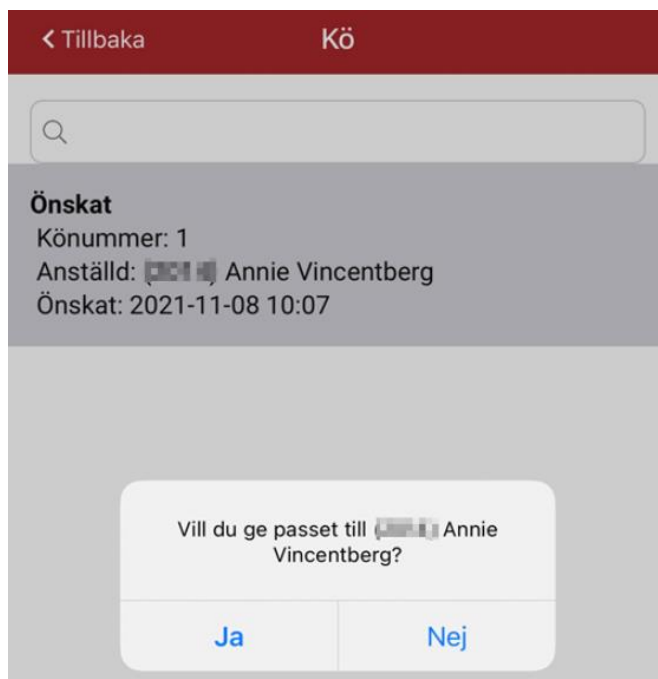 Tillbaka
Kö
Önskat
Könummer: 1
Anställd: Annie Vincentberg
Önskat: 2021-11-08 10:07
Vill du ge passet till Annie
Vincentberg?
Ja
Nej